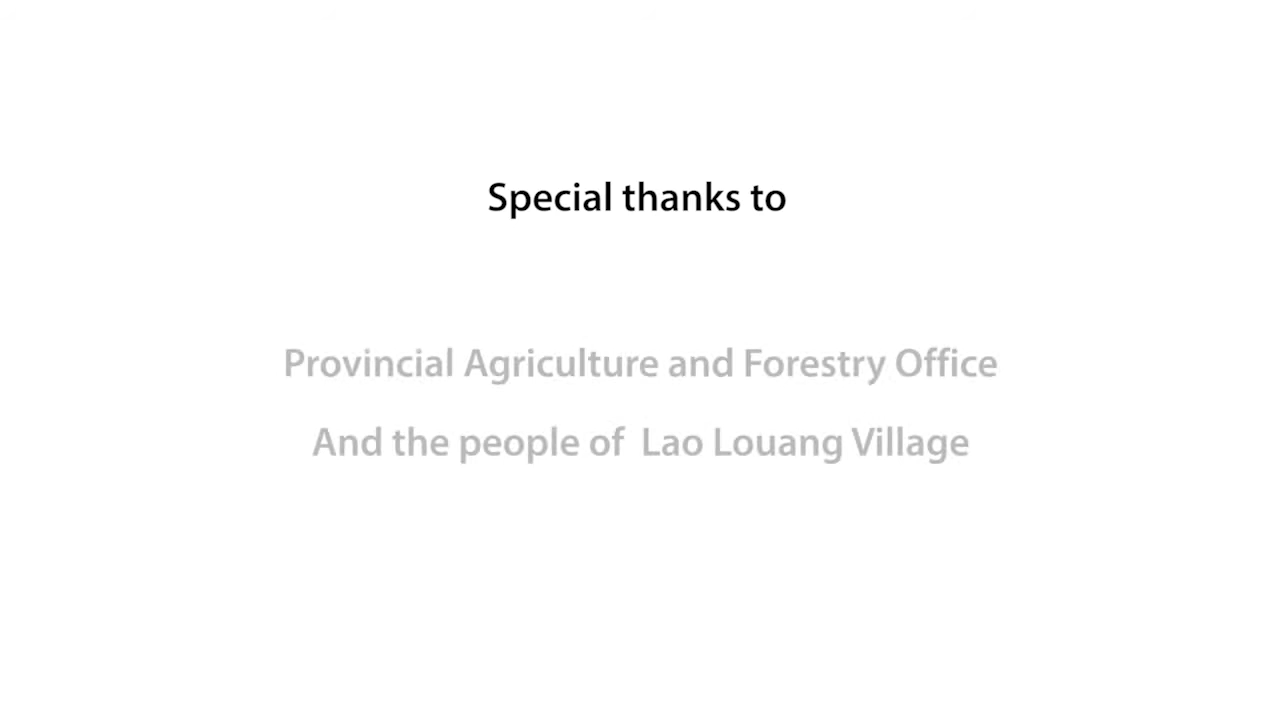 Special thanks to
Provincial Agriculture and Forestry Office
And the people of  Lao Louang Village